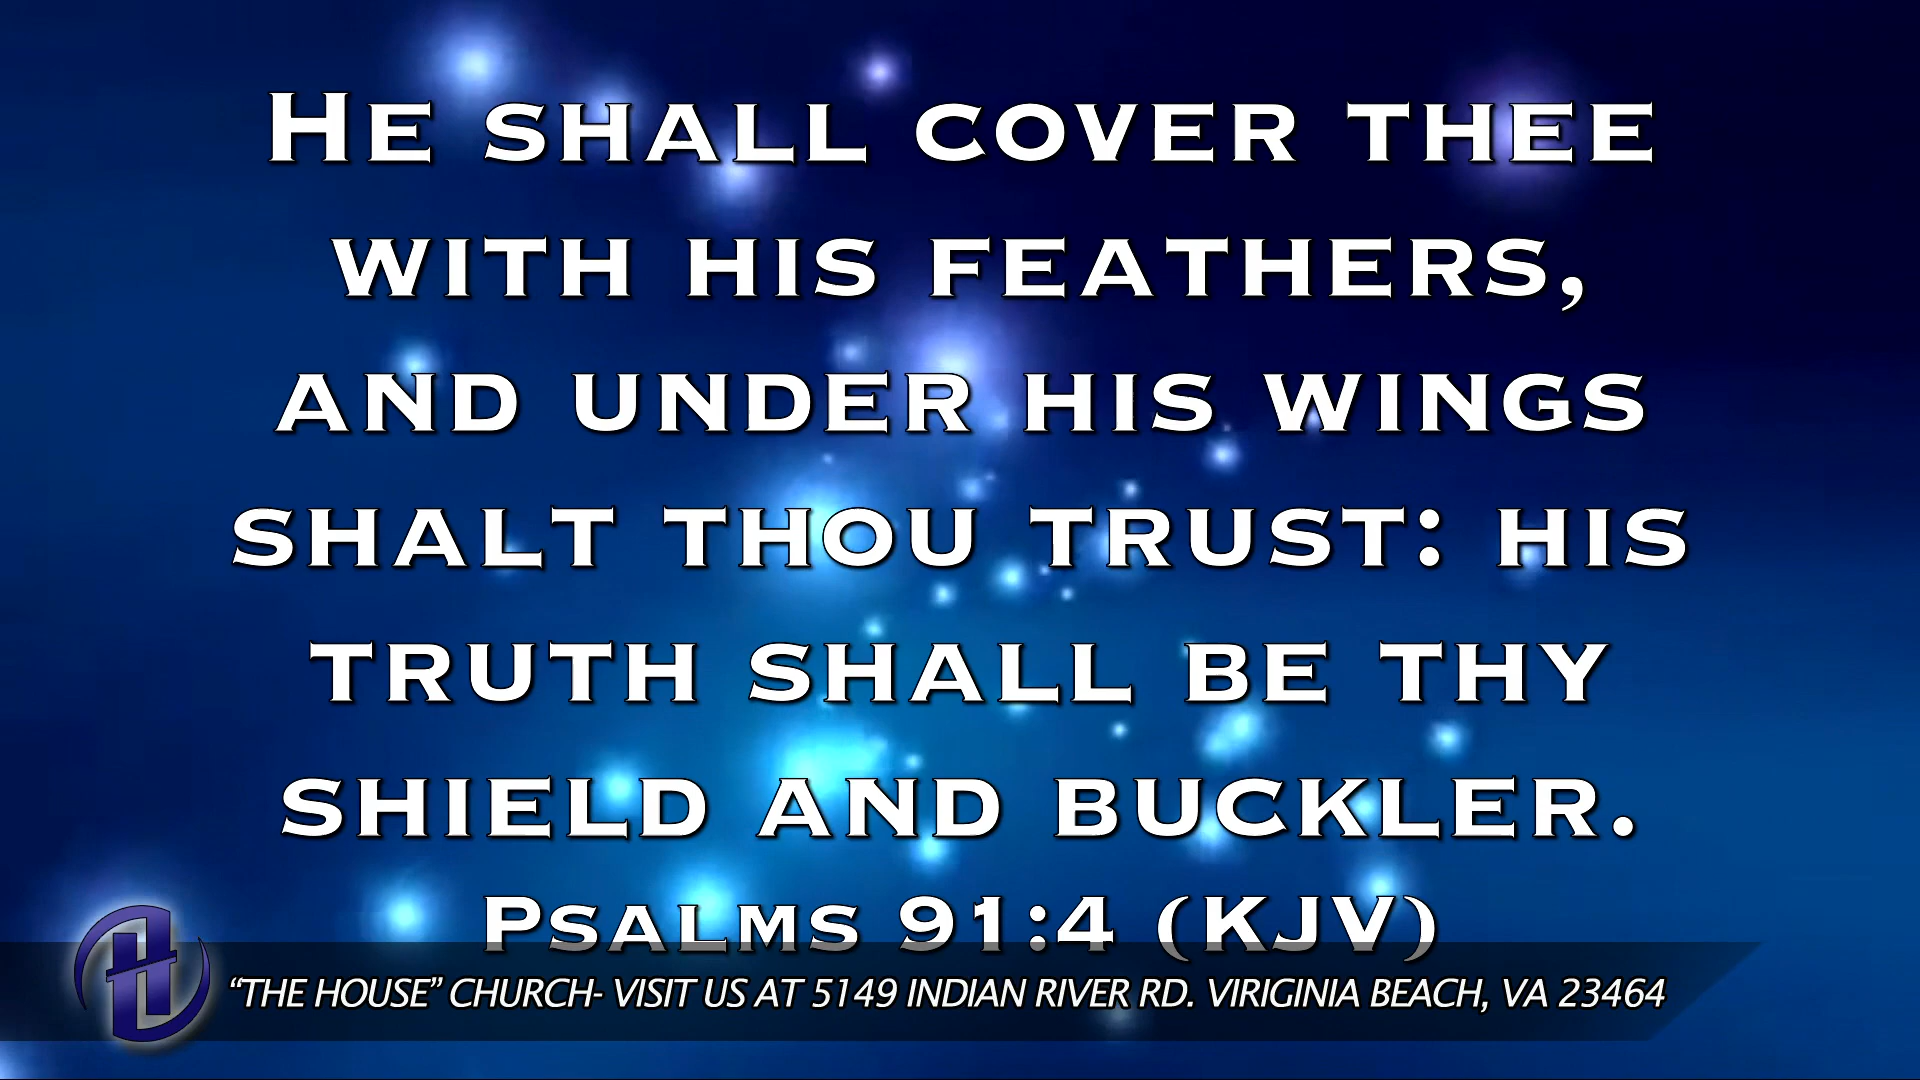 He shall cover thee
with his feathers,
and under his wings
shalt thou trust: his
truth shall be thy
shield and buckler.
Psalms 91:4 (KJV)
“THE HOUSE” CHURCH- VISIT US AT 5149 INDIAN RIVER RD. VIRIGINIA BEACH, VA 23464